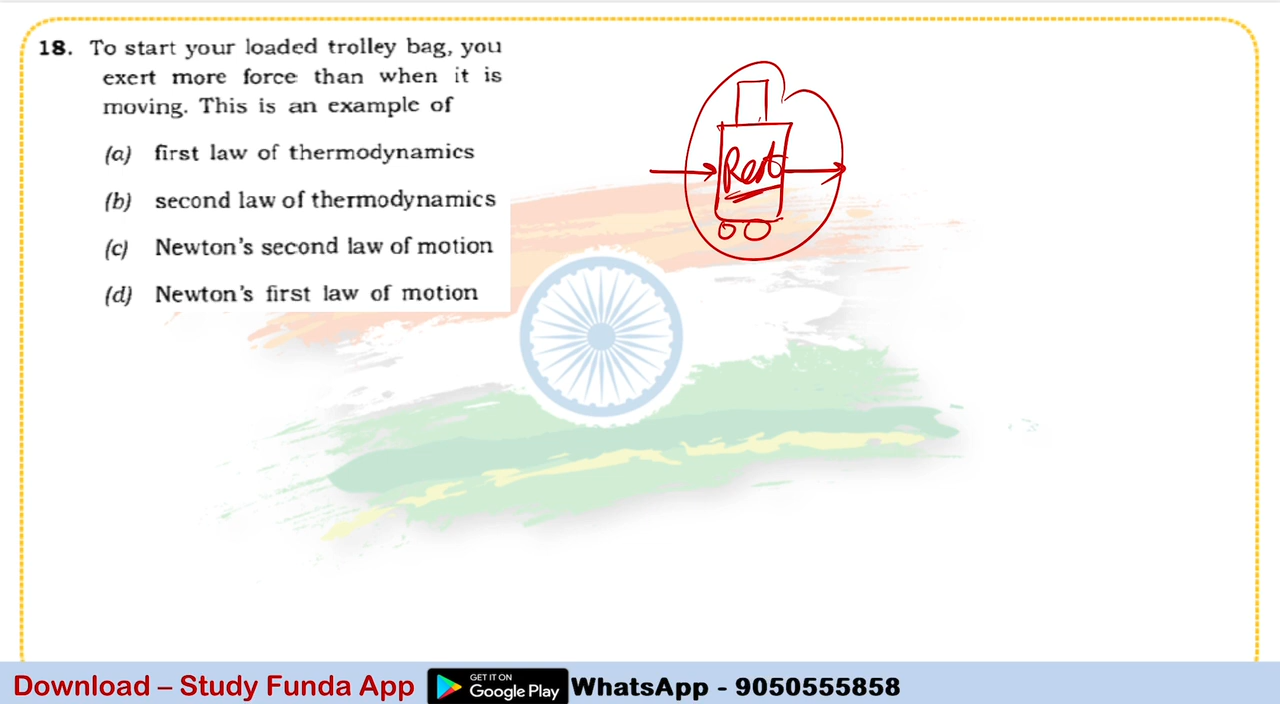 18. To start your loaded trolley bag, you
exert more force than when it is
moving. This is an example of
(a) first law of thermodynamics
(b) second law of thermodynamics
(c) Newton's second law of motion
(d) Newton's first law of motion
Rest
Download – Study Funda App
GET IT ON
Google Play
WhatsApp - 9050555858